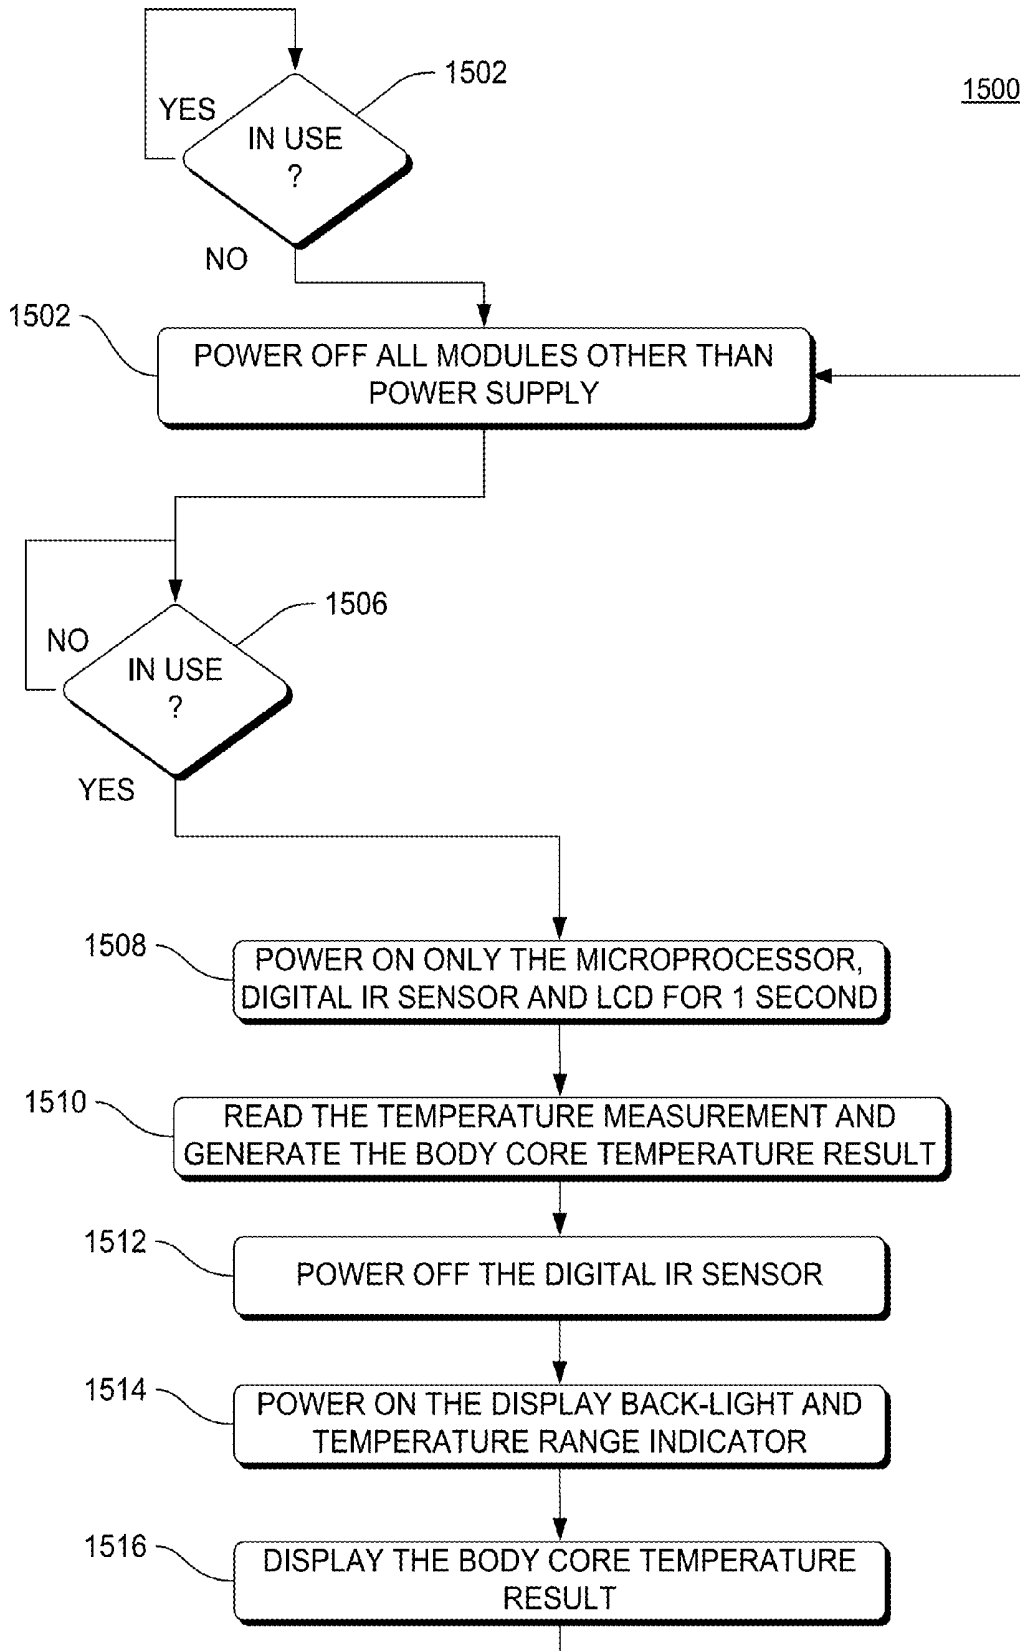 1502
1500
YES
IN USE
?
NO
1502
POWER OFF ALL MODULES OTHER THAN
POWER SUPPLY
1506
NO
IN USE
?
YES
1508
POWER ON ONLY THE MICROPROCESSOR,
DIGITAL IR SENSOR AND LCD FOR 1 SECOND
1510
READ THE TEMPERATURE MEASUREMENT AND
GENERATE THE BODY CORE TEMPERATURE RESULT
1512
POWER OFF THE DIGITAL IR SENSOR
1514
POWER ON THE DISPLAY BACK-LIGHT AND
TEMPERATURE RANGE INDICATOR
1516
DISPLAY THE BODY CORE TEMPERATURE
RESULT